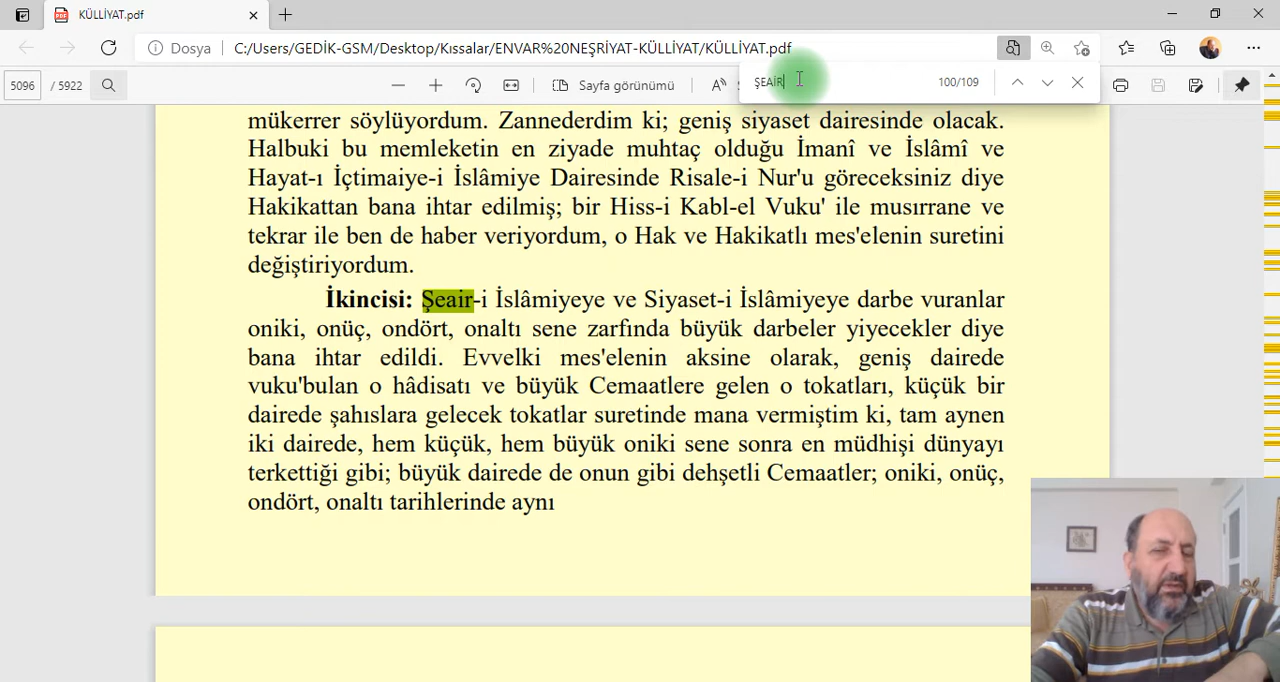 KÜLLİYAT.pdf
Dosya C:/Users/GEDİK-GSM/Desktop/Kıssalar/ENVAR%20NEŞRİYAT-KÜLLİYAT/KÜLLİYAT.pdf
5096 / 5922 Sayfa görünümü ŞEAİR 100/109
mükerrer söylüyordum. Zannederdim ki; geniş siyaset dairesinde olacak.
Halbuki bu memleketin en ziyade muhtaç olduğu İmanî ve İslâmî ve
Hayat-ı İçtimaiye-i İslâmiye Dairesinde Risale-i Nur'u göreceksiniz diye
Hakikattan bana ihtar edilmiş; bir Hiss-i Kabl-el Vuku' ile musırrane ve
tekrar ile ben de haber veriyordum, o Hak ve Hakikatlı mes'elenin suretini
değiştiriyordum.
İkincisi: Şeair-i İslâmiyeye ve Siyaset-i İslâmiyeye darbe vuranlar
oniki, onüç, ondört, onaltı sene zarfında büyük darbeler yiyecekler diye
bana ihtar edildi. Evvelki mes'elenin aksine olarak, geniş dairede
vuku'bulan o hâdisatı ve büyük Cemaatlere gelen o tokatları, küçük bir
dairede şahıslara gelecek tokatlar suretinde mana vermiştim ki, tam aynen
iki dairede, hem küçük, hem büyük oniki sene sonra en müdhişi dünyayı
terkettiği gibi; büyük dairede de onun gibi dehşetli Cemaatler; oniki, onüç,
ondört, onaltı tarihlerinde aynı